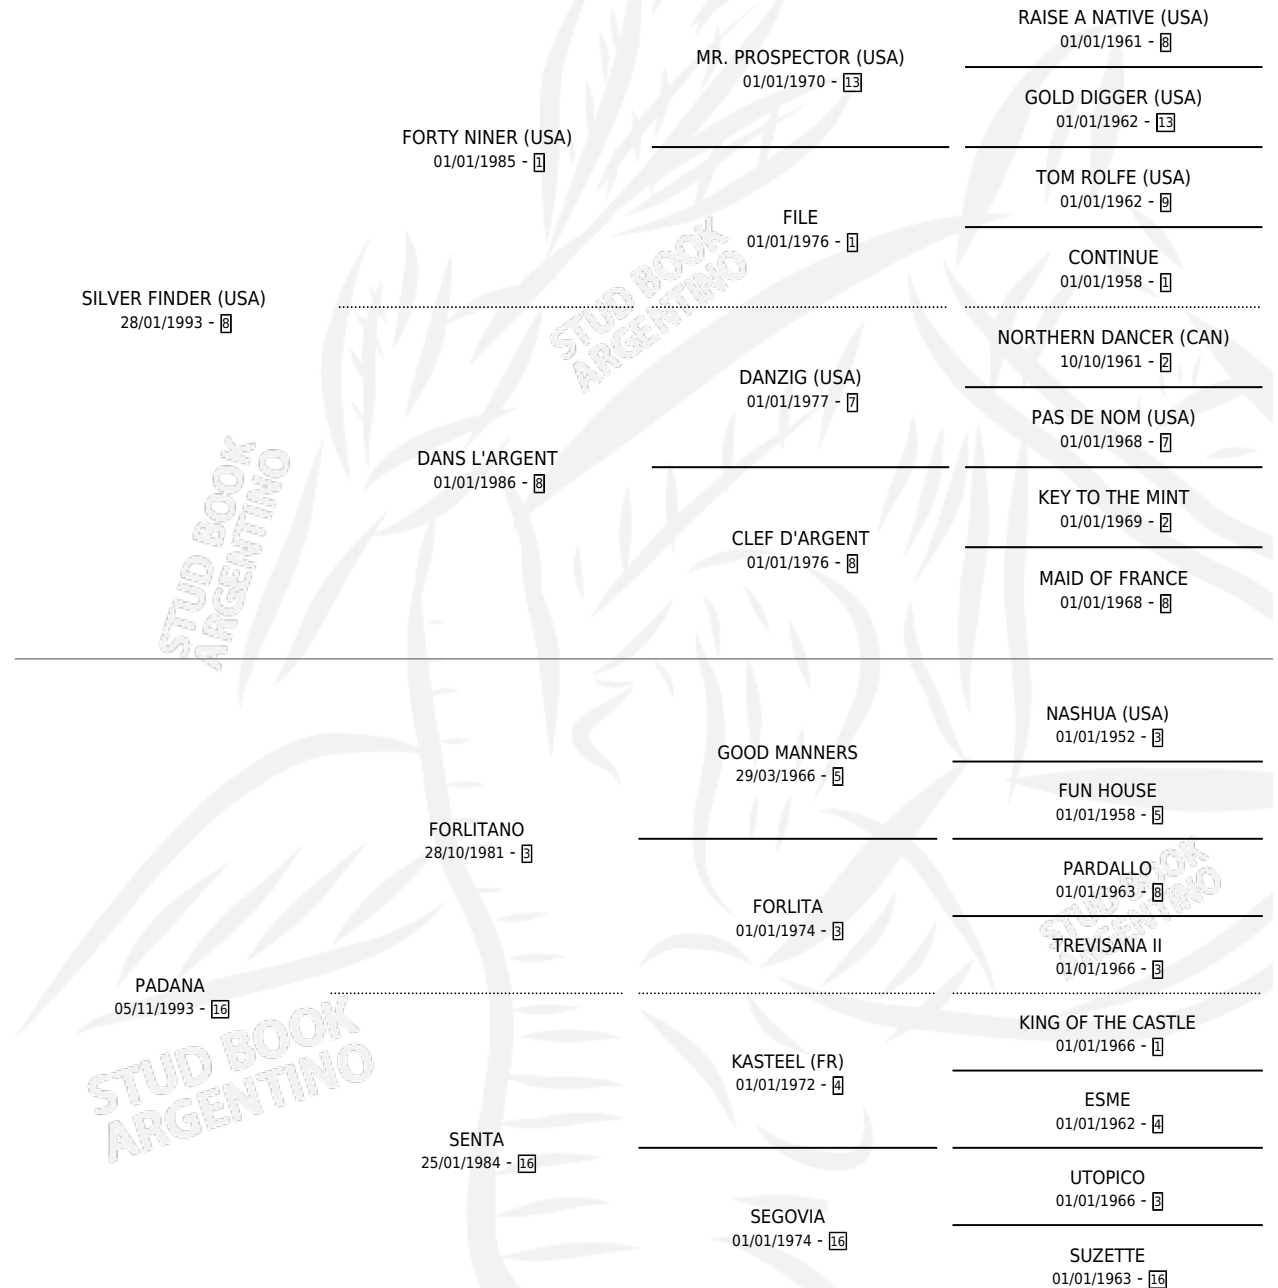 RAISE A NATIVE (USA)
01/01/1961 - 8
MR. PROSPECTOR (USA)
01/01/1970 - 13
GOLD DIGGER (USA)
01/01/1962 - 13
FORTY NINER (USA)
01/01/1985 - 1
TOM ROLFE (USA)
01/01/1962 - 9
FILE
01/01/1976 - 1
CONTINUE
01/01/1958 - 1
SILVER FINDER (USA)
28/01/1993 - 8
NORTHERN DANCER (CAN)
10/10/1961 - 2
DANZIG (USA)
01/01/1977 - 7
PAS DE NOM (USA)
01/01/1968 - 7
DANS L'ARGENT
01/01/1986 - 8
KEY TO THE MINT
01/01/1969 - 2
CLEF D'ARGENT
01/01/1976 - 8
MAID OF FRANCE
01/01/1968 - 8
NASHUA (USA)
01/01/1952 - 3
GOOD MANNERS
29/03/1966 - 5
FUN HOUSE
01/01/1958 - 5
FORLITANO
28/10/1981 - 3
PARDALLO
01/01/1963 - 8
FORLITA
01/01/1974 - 3
TREVISANA II
01/01/1966 - 3
PADANA
05/11/1993 - 16
KING OF THE CASTLE
01/01/1966 - 1
KASTEEL (FR)
01/01/1972 - 4
ESME
01/01/1962 - 4
SENTA
25/01/1984 - 16
UTOPICO
01/01/1966 - 3
SEGOVIA
01/01/1974 - 16
SUZETTE
01/01/1963 - 16
STUD BOOK
ARGENTINO
STUD BOOK
ARGENTINO
STUD BOOK
ARGENTINO
STUD BOOK
ARGENTINO